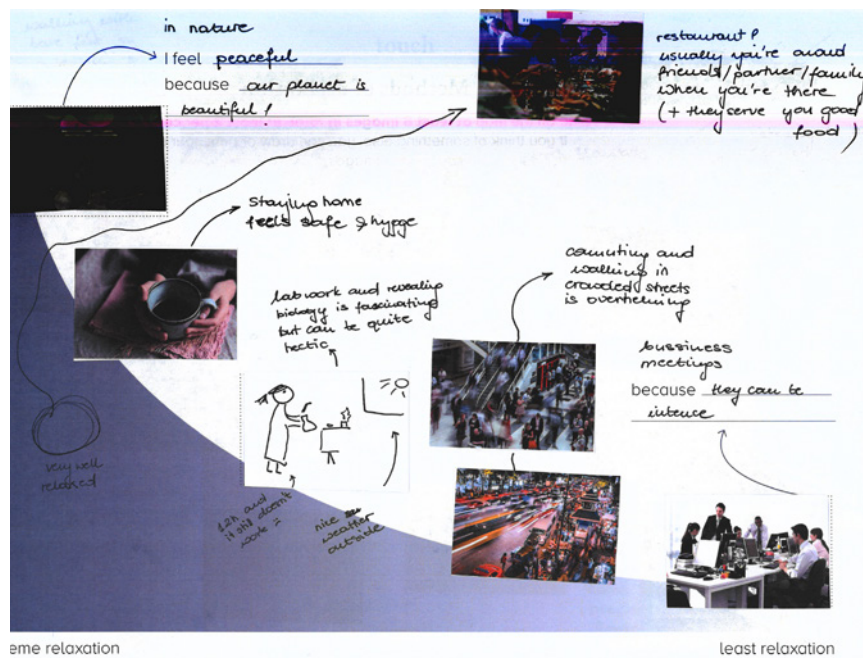 in nature
I feel peaceful
because our planet is
beautiful!
restaurant?
usually you're around
friends/partner/family
when you're there
(+ they serve you good
food)
touch
Staying home
feels safe & hygge
labwork and revealing
biology is fascinating
but can be quite
hectic
commuting and
walking in
crowded streets
is overhelming
bussiness
meetings
because they can be
intence
very well
relaxed
12h and
it still doesn't
work :
nice
weather
outside
eme relaxation
least relaxation